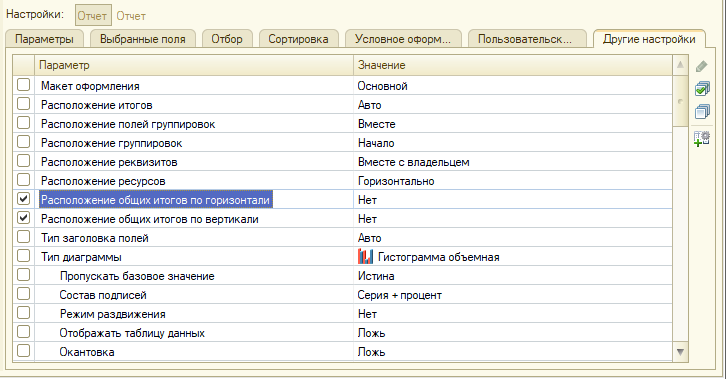 Настройки: Отчет Отчет
Параметры Выбранные поля Отбор Сортировка Условное оформ... Пользовательск... Другие настройки
Параметр Значение
Макет оформления Основной
Расположение итогов Авто
Расположение полей группировок Вместе
Расположение группировок Начало
Расположение реквизитов Вместе с владельцем
Расположение ресурсов Горизонтально
Расположение общих итогов по горизонтали Нет
Расположение общих итогов по вертикали Нет
Тип заголовка полей Авто
Тип диаграммы Гистограмма объемная
Пропускать базовое значение Истина
Состав подписей Серия + процент
Режим раздвижения Нет
Отображать таблицу данных Ложь
Окантовка Ложь